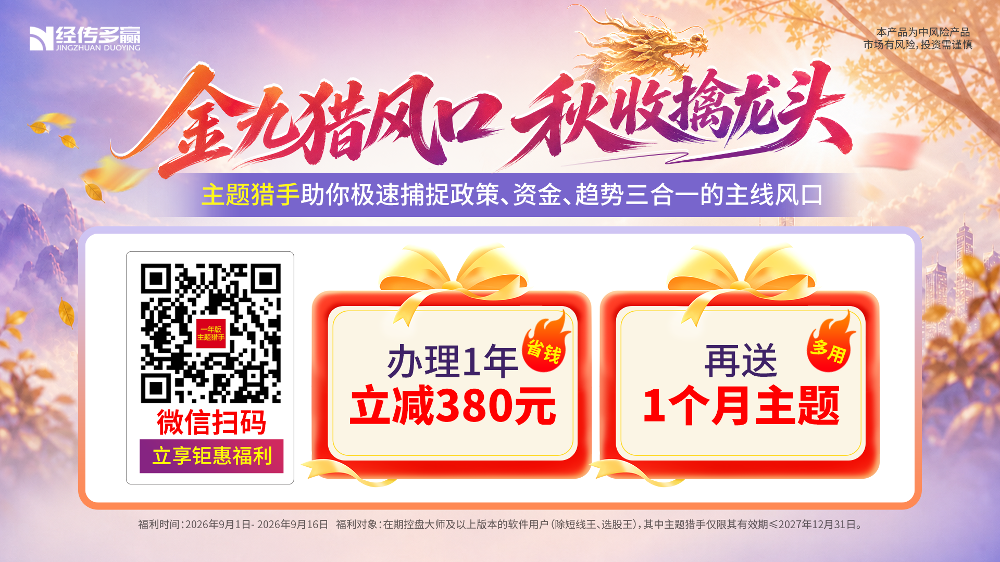 经传多赢
JINGZHUAN DUOYING
本产品为中风险产品
市场有风险，投资需谨慎
金九猎风口 秋收擒龙头
主题猎手助你极速捕捉政策、资金、趋势三合一的主线风口
一年版
主题猎手
微信扫码
立享钜惠福利
省钱
办理1年
立减380元
多用
再送
1个月主题
福利时间：2026年9月1日- 2026年9月16日 福利对象：在期控盘大师及以上版本的软件用户（除短线王、选股王），其中主题猎手仅限其有效期≤2027年12月31日。